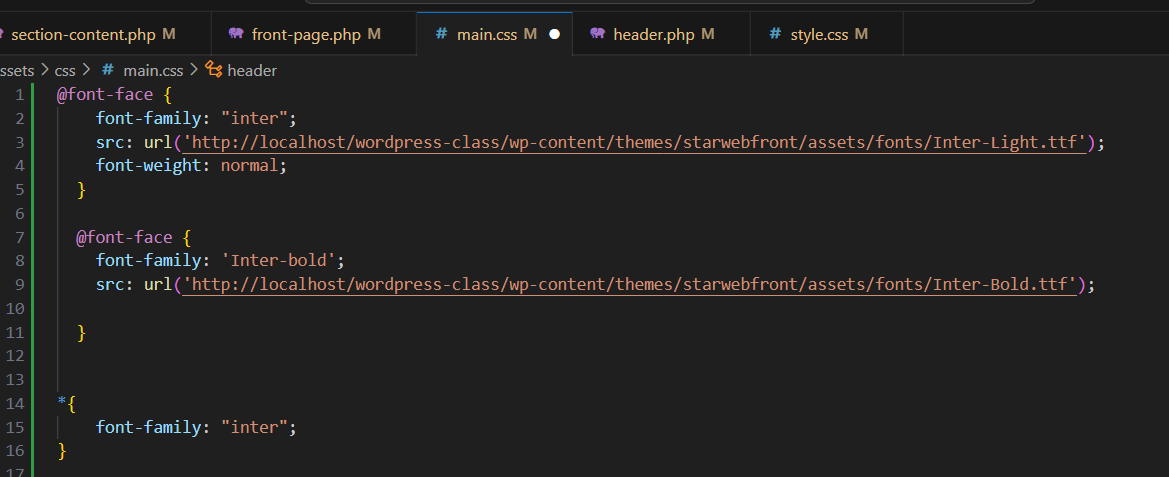 section-content.php M front-page.php M # main.css M header.php M # style.css M
ssets > css > # main.css > header
1 @font-face {
2 font-family: "inter";
3 src: url('http://localhost/wordpress-class/wp-content/themes/starwebfront/assets/fonts/Inter-Light.ttf');
4 font-weight: normal;
5 }
6
7 @font-face {
8 font-family: 'Inter-bold';
9 src: url('http://localhost/wordpress-class/wp-content/themes/starwebfront/assets/fonts/Inter-Bold.ttf');
10
11 }
12
13
14 *{
15 font-family: "inter";
16 }
17